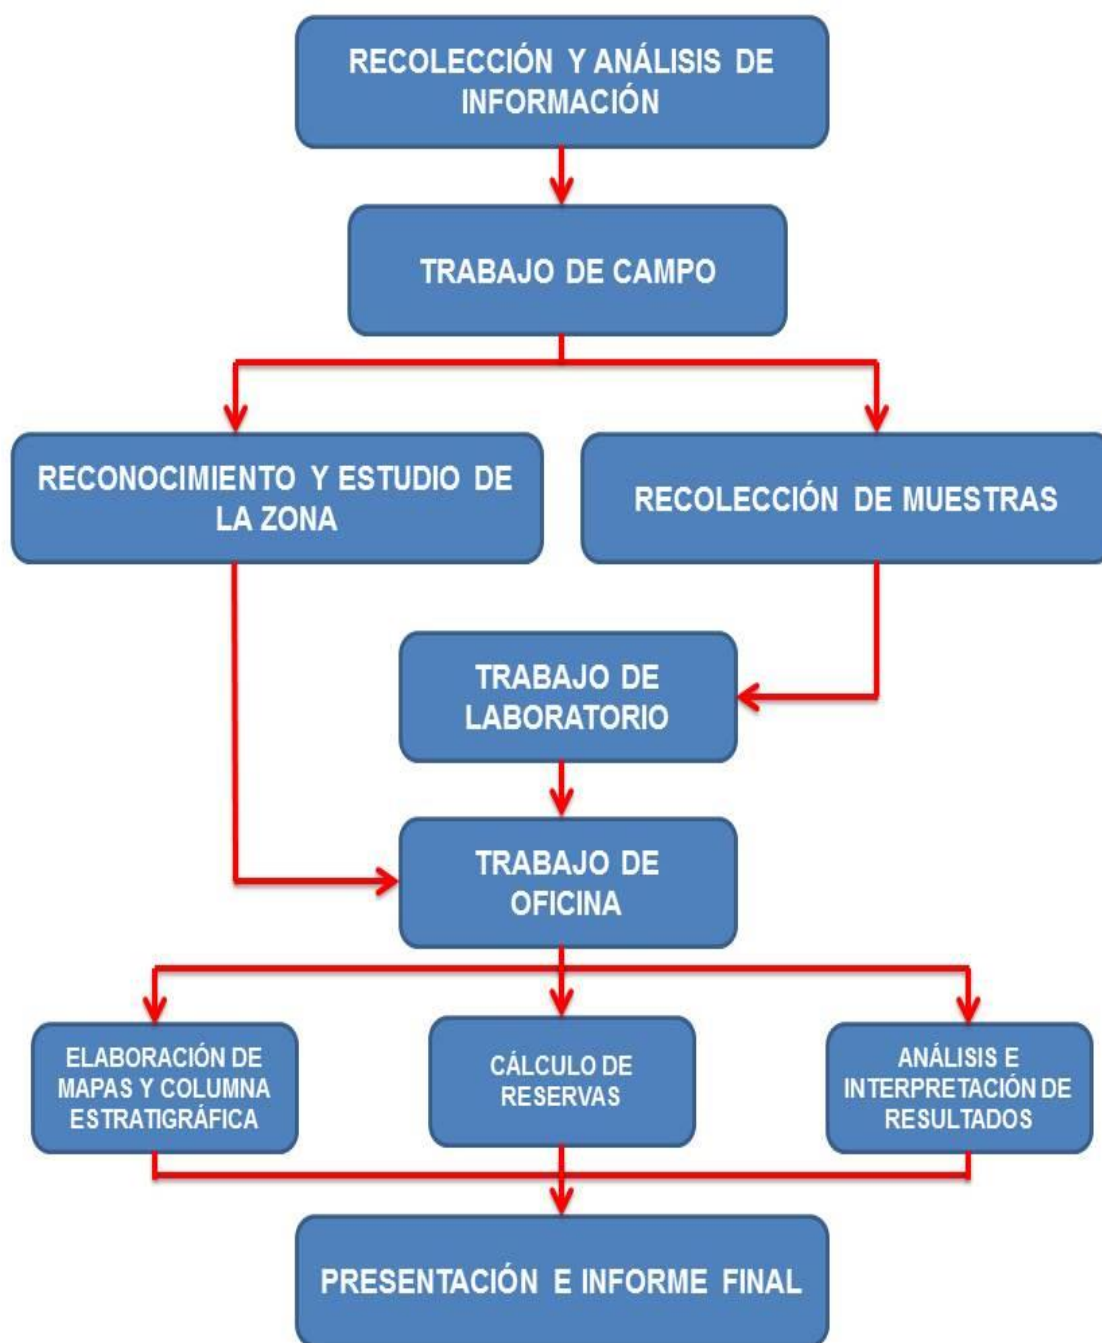 RECOLECCIÓN Y ANÁLISIS DE
INFORMACIÓN
TRABAJO DE CAMPO
RECONOCIMIENTO Y ESTUDIO DE
LA ZONA
RECOLECCIÓN DE MUESTRAS
TRABAJO DE
LABORATORIO
TRABAJO DE
OFICINA
ELABORACIÓN DE
MAPAS Y COLUMNA
ESTRATIGRÁFICA
CÁLCULO DE
RESERVAS
ANÁLISIS E
INTERPRETACIÓN DE
RESULTADOS
PRESENTACIÓN E INFORME FINAL